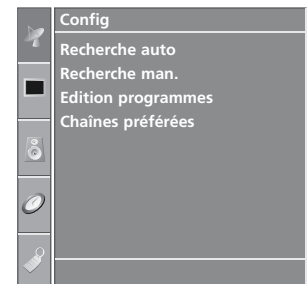 Config
Recherche auto
Recherche man.
Edition programmes
Chaînes préférées